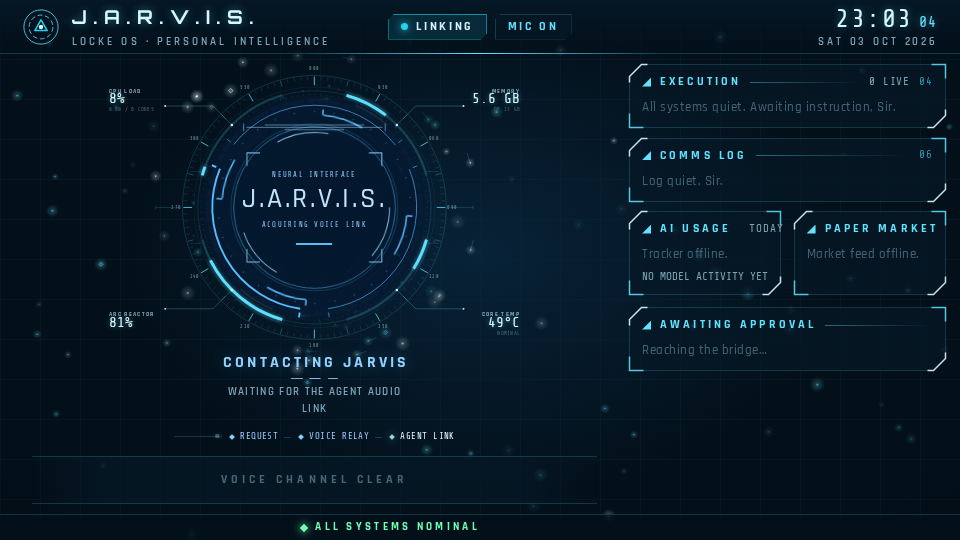 J.A.R.V.I.S.
LOCKE OS · PERSONAL INTELLIGENCE
LINKING
MIC ON
23:03 04
SAT 03 OCT 2026
CPU LOAD
8%
MEMORY
5.6 GB
NEURAL INTERFACE
J.A.R.V.I.S.
ACQUIRING VOICE LINK
ARC REACTOR
81%
CORE TEMP
49°C
NOMINAL
CONTACTING JARVIS
WAITING FOR THE AGENT AUDIO
LINK
REQUEST
VOICE RELAY
AGENT LINK
VOICE CHANNEL CLEAR
EXECUTION
0 LIVE 04
All systems quiet. Awaiting instruction, Sir.
COMMS LOG
06
Log quiet, Sir.
AI USAGE
TODAY
Tracker offline.
NO MODEL ACTIVITY YET
PAPER MARKET
Market feed offline.
AWAITING APPROVAL
Reaching the bridge…
ALL SYSTEMS NOMINAL